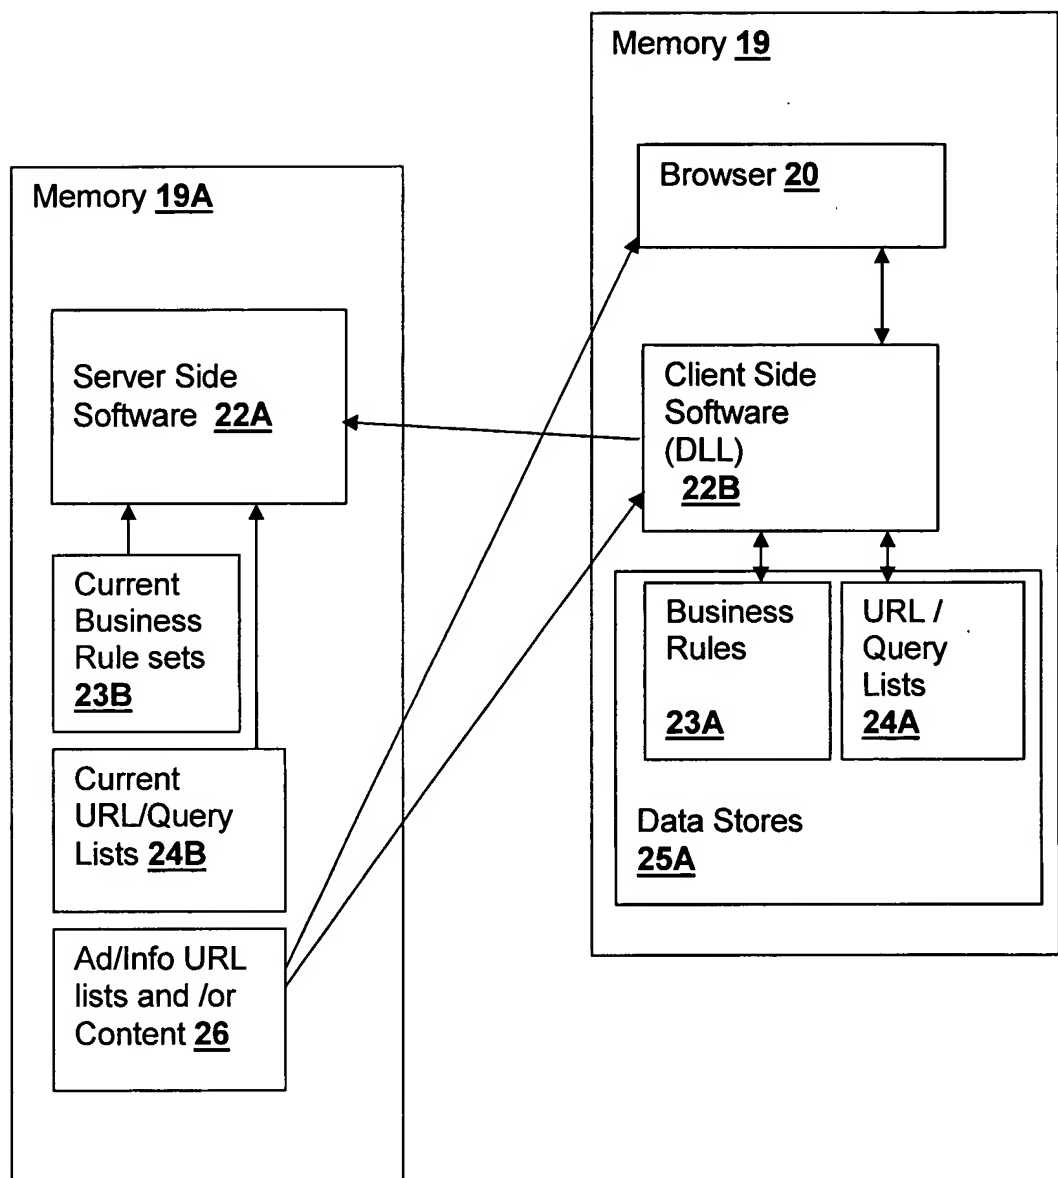 Memory 19
Browser 20
Memory 19A
Server Side
Software 22A
Client Side
Software
(DLL)
22B
Current
Business
Rule sets
23B
Business
Rules
23A
URL /
Query
Lists
24A
Current
URL/Query
Lists 24B
Data Stores
25A
Ad/Info URL
lists and /or
Content 26